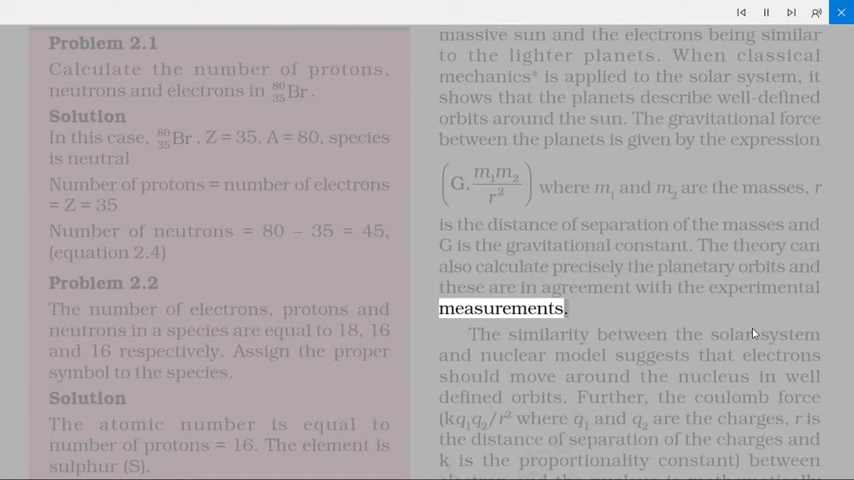 Problem 2.1
Calculate the number of protons,
neutrons and electrons in ⁸⁰₃₅Br .
Solution
In this case, ⁸⁰₃₅Br , Z = 35, A = 80, species
is neutral
Number of protons = number of electrons
= Z = 35
Number of neutrons = 80 – 35 = 45,
(equation 2.4)
Problem 2.2
The number of electrons, protons and
neutrons in a species are equal to 18, 16
and 16 respectively. Assign the proper
symbol to the species.
Solution
The atomic number is equal to
number of protons = 16. The element is
sulphur (S).
massive sun and the electrons being similar
to the lighter planets. When classical
mechanics* is applied to the solar system, it
shows that the planets describe well-defined
orbits around the sun. The gravitational force
between the planets is given by the expression
(G. m₁m₂/r²) where m₁ and m₂ are the masses, r
is the distance of separation of the masses and
G is the gravitational constant. The theory can
also calculate precisely the planetary orbits and
these are in agreement with the experimental
measurements.
The similarity between the solar system
and nuclear model suggests that electrons
should move around the nucleus in well
defined orbits. Further, the coulomb force
(kq₁q₂/r² where q₁ and q₂ are the charges, r is
the distance of separation of the charges and
k is the proportionality constant) between